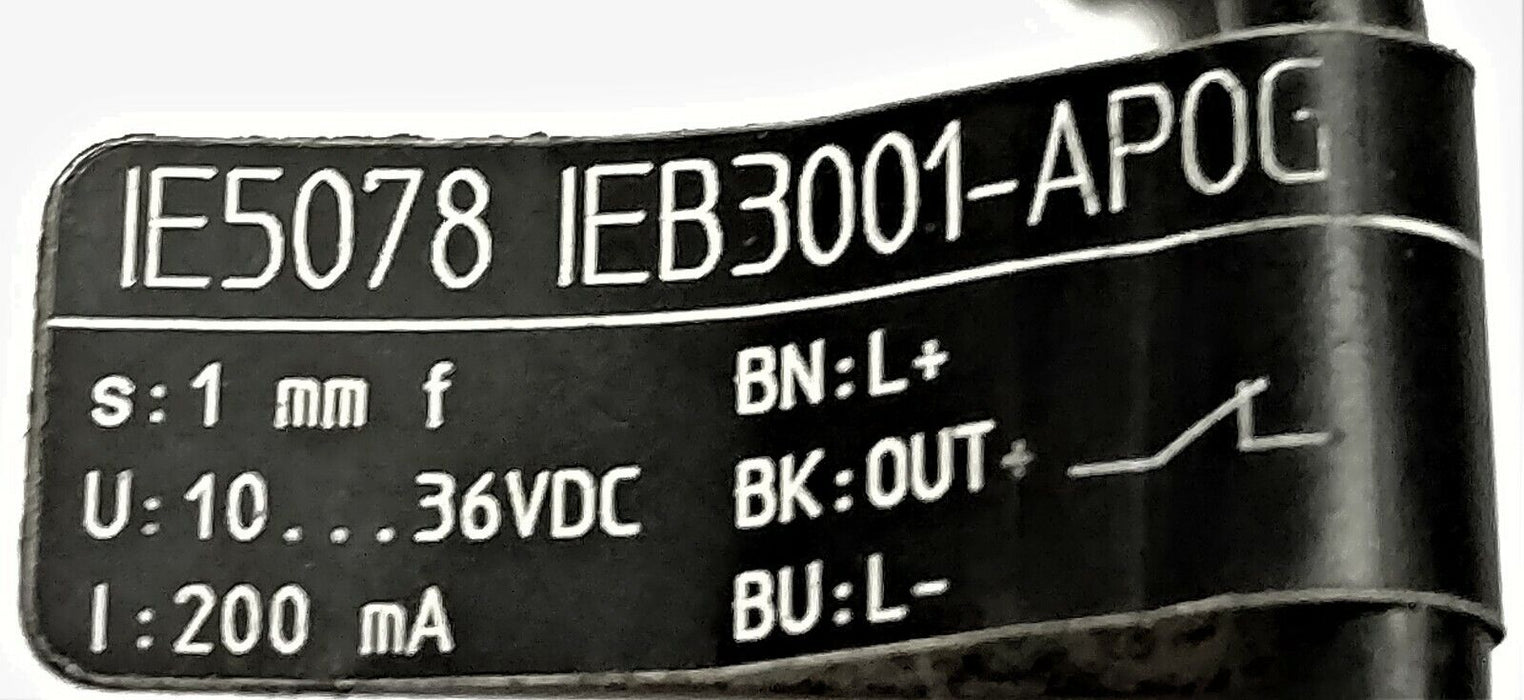 IE5078 IEB3001-APOG
s:1 mm f
U:10...36VDC
I:200 mA
BN:L+
BK:OUT+
BU:L-